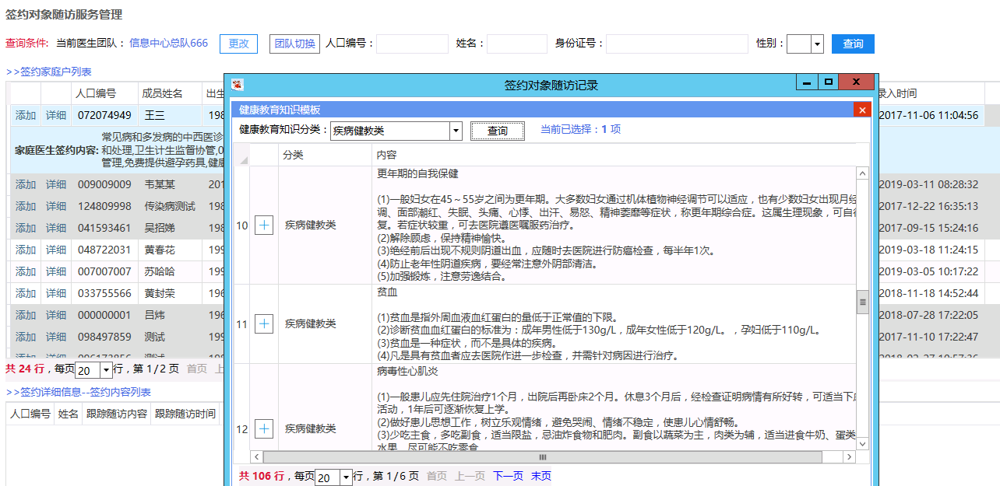 签约对象随访服务管理
查询条件: 当前医生团队： 信息中心总队666 更改 团队切换 人口编号： 姓名： 身份证号： 性别： 查询
>>签约家庭户列表
人口编号 成员姓名 出生 录入时间
添加 详细 072074949 王三 198 2017-11-06 11:04:56
家庭医生签约内容: 常见病和多发病的中西医诊
和处理,卫生计生监督协管,0
管理,免费提供避孕药具,健康
添加 详细 009009009 韦某某 201 2019-03-11 08:28:32
添加 详细 124809998 传染病测试 198 2017-12-22 16:35:13
添加 详细 041593461 吴招娣 198 2017-09-15 15:24:16
添加 详细 048722031 黄春花 199 2019-03-18 11:24:15
添加 详细 007007007 苏哈哈 199 2019-03-05 10:17:22
添加 详细 033755566 黄封荣 196 2018-11-18 14:52:44
添加 详细 000000001 吕炜 196 2018-07-28 17:22:05
添加 详细 098497859 测试 199 2017-11-10 17:22:47
共 24 行，每页 20 行，第 1/2 页 首页 上
>>签约详细信息--签约内容列表
人口编号 姓名 跟踪随访内容 跟踪随访时间
签约对象随访记录
健康教育知识模板
健康教育知识分类： 疾病健教类 查询 当前已选择：1 项
分类 内容
10 疾病健教类
更年期的自我保健
(1)一般妇女在45～55岁之间为更年期。大多数妇女通过机体植物神经调节可以适应，也有少数妇女出现月经
调、面部潮红、失眠、头痛、心悸、出汗、易怒、精神萎靡等症状，称更年期综合症。这属生理现象，可自行
复。若症状较重，可去医院遵医嘱服药治疗。
(2)解除顾虑，保持精神愉快。
(3)绝经前后出现不规则阴道出血，应随时去医院进行防癌检查，每半年1次。
(4)防止老年性阴道疾病，要经常注意外阴部清洁。
(5)加强锻炼，注意劳逸结合。
11 疾病健教类
贫血
(1)贫血是指外周血液血红蛋白的量低于正常值的下限。
(2)诊断贫血血红蛋白的标准为：成年男性低于130g/L，成年女性低于120g/L。，孕妇低于110g/L。
(3)贫血是一种症状，而不是具体的疾病。
(4)凡是具有贫血者应去医院作进一步检查，并需针对病因进行治疗。
12 疾病健教类
病毒性心肌炎
(1)一般患儿应先住院治疗1个月，出院后再卧床2个月。休息3个月后，经检查证明病情有所好转，可适当下
活动，1年后可逐渐恢复上学。
(2)做好患儿思想工作，树立乐观情绪，避免哭闹、情绪不稳定，使患儿心情舒畅。
(3)少吃主食，多吃副食，适当限盐，忌油炸食物和肥肉。副食以蔬菜为主，肉类为辅，适当进食牛奶、蛋类
水果，尽可能不吃零食
共 106 行，每页 20 行，第 1/6 页 首页 上一页 下一页 末页